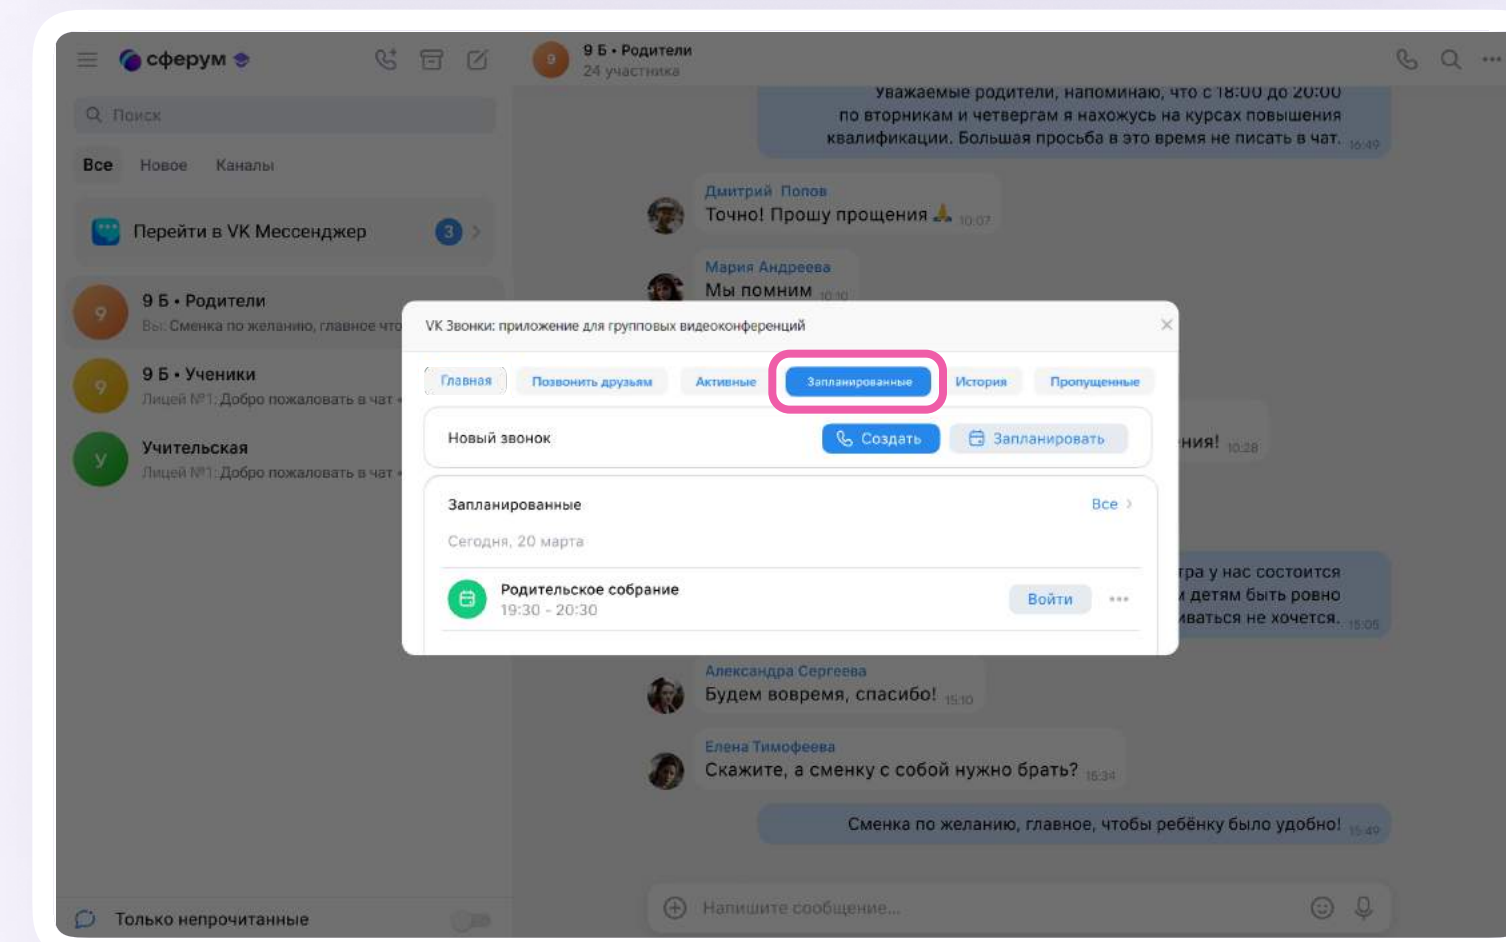 сферум
9
9 Б • Родители
24 участника
Поиск
Все Новое Каналы
Перейти в VK Мессенджер 3
9
9 Б • Родители
Вы: Сменка по желанию, главное что
9
9 Б • Ученики
Лицей №1: Добро пожаловать в чат
У
Учительская
Лицей №1: Добро пожаловать в чат
Только непрочитанные
Уважаемые родители, напоминаю, что с 18:00 до 20:00
по вторникам и четвергам я нахожусь на курсах повышения
квалификации. Большая просьба в это время не писать в чат. 16:49
Дмитрий Попов
Точно! Прошу прощения 🙏 10:07
Мария Андреева
Мы помним 10:10
VK Звонки: приложение для групповых видеоконференций
Главная Позвонить друзьям Активные Запланированные История Пропущенные
Новый звонок Создать Запланировать
Запланированные Все
Сегодня, 20 марта
Родительское собрание
19:30 - 20:30
Войти
ния! 10:28
тра у нас состоится
детям быть ровно
иваться не хочется. 15:05
Александра Сергеева
Будем вовремя, спасибо! 15:10
Елена Тимофеева
Скажите, а сменку с собой нужно брать? 15:34
Сменка по желанию, главное, чтобы ребёнку было удобно! 15:49
Напишите сообщение...